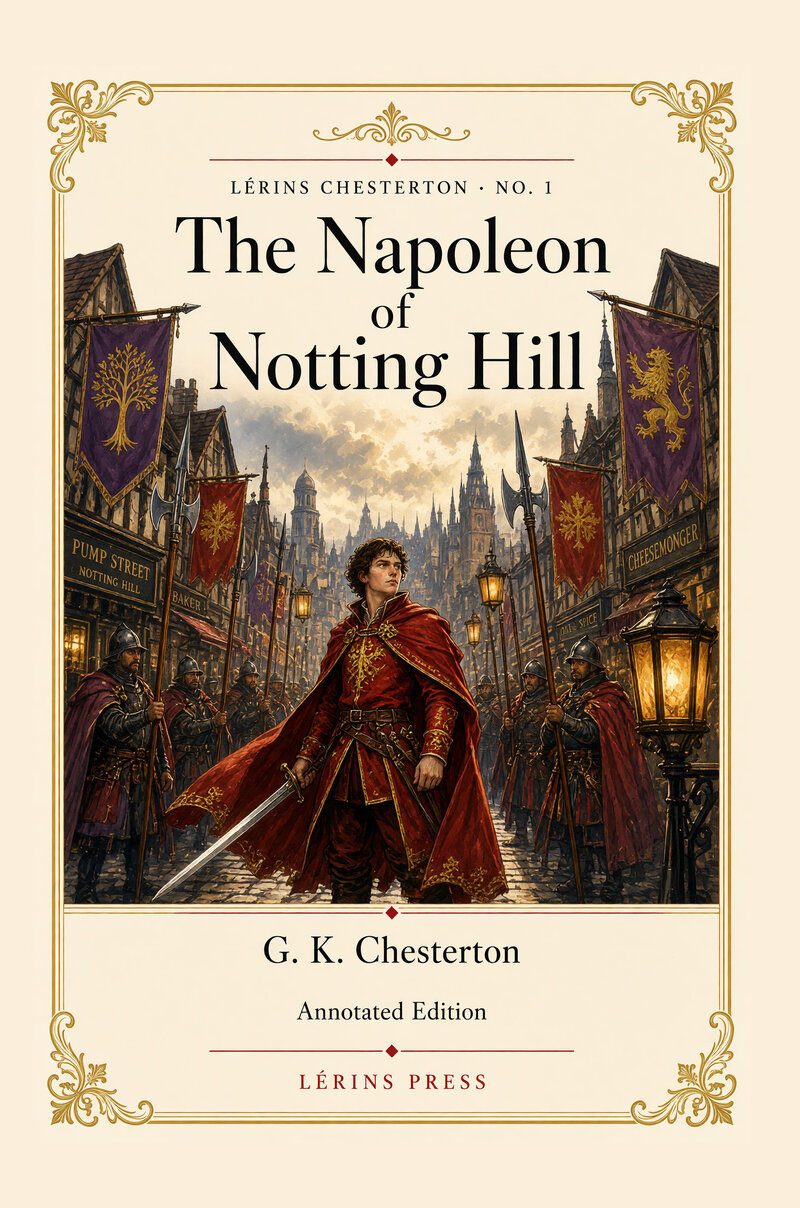 LÉRINS CHESTERTON · NO. 1
The Napoleon
of
Notting Hill
PUMP STREET
NOTTING HILL
BAKER
CHEESEMONGER
SPICE
G. K. Chesterton
Annotated Edition
LÉRINS PRESS